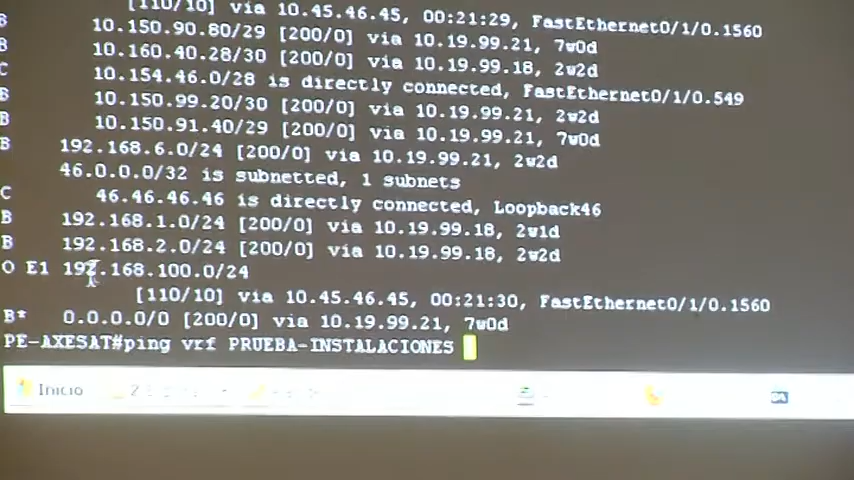 [110/10] via 10.45.46.45, 00:21:29, FastEthernet0/1/0.1560
B 10.150.90.80/29 [200/0] via 10.19.99.21, 7w0d
B 10.160.40.28/30 [200/0] via 10.19.99.18, 2w2d
C 10.154.46.0/28 is directly connected, FastEthernet0/1/0.549
B 10.150.99.20/30 [200/0] via 10.19.99.21, 2w2d
B 10.150.91.40/29 [200/0] via 10.19.99.21, 7w0d
B 192.168.6.0/24 [200/0] via 10.19.99.21, 2w2d
46.0.0.0/32 is subnetted, 1 subnets
C 46.46.46.46 is directly connected, Loopback46
B 192.168.1.0/24 [200/0] via 10.19.99.18, 2w1d
B 192.168.2.0/24 [200/0] via 10.19.99.18, 2w2d
O E1 192.168.100.0/24
[110/10] via 10.45.46.45, 00:21:30, FastEthernet0/1/0.1560
B* 0.0.0.0/0 [200/0] via 10.19.99.21, 7w0d
PE-AXESAT#ping vrf PRUEBA-INSTALACIONES
Inicio